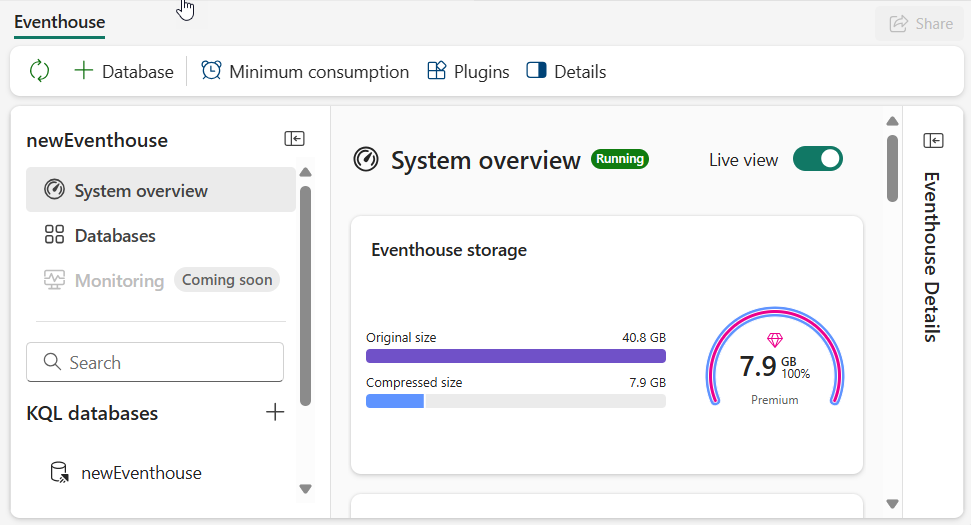 Eventhouse
Share
Database
Minimum consumption
Plugins
Details
newEventhouse
System overview
Databases
Monitoring
Coming soon
Search
KQL databases
newEventhouse
System overview
Running
Live view
Eventhouse storage
Original size
40.8 GB
Compressed size
7.9 GB
7.9
GB
100%
Premium
Eventhouse Details